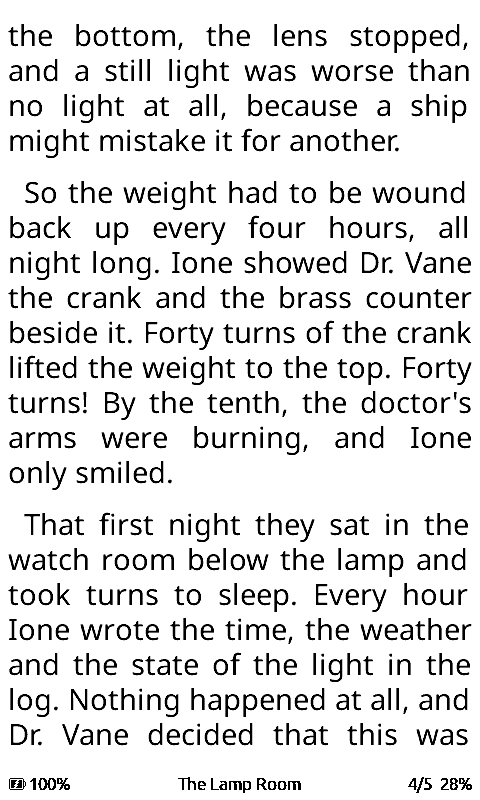 the bottom, the lens stopped,
and a still light was worse than
no light at all, because a ship
might mistake it for another.
So the weight had to be wound
back up every four hours, all
night long. Ione showed Dr. Vane
the crank and the brass counter
beside it. Forty turns of the crank
lifted the weight to the top. Forty
turns! By the tenth, the doctor's
arms were burning, and Ione
only smiled.
That first night they sat in the
watch room below the lamp and
took turns to sleep. Every hour
Ione wrote the time, the weather
and the state of the light in the
log. Nothing happened at all, and
Dr. Vane decided that this was
100% The Lamp Room 4/5 28%